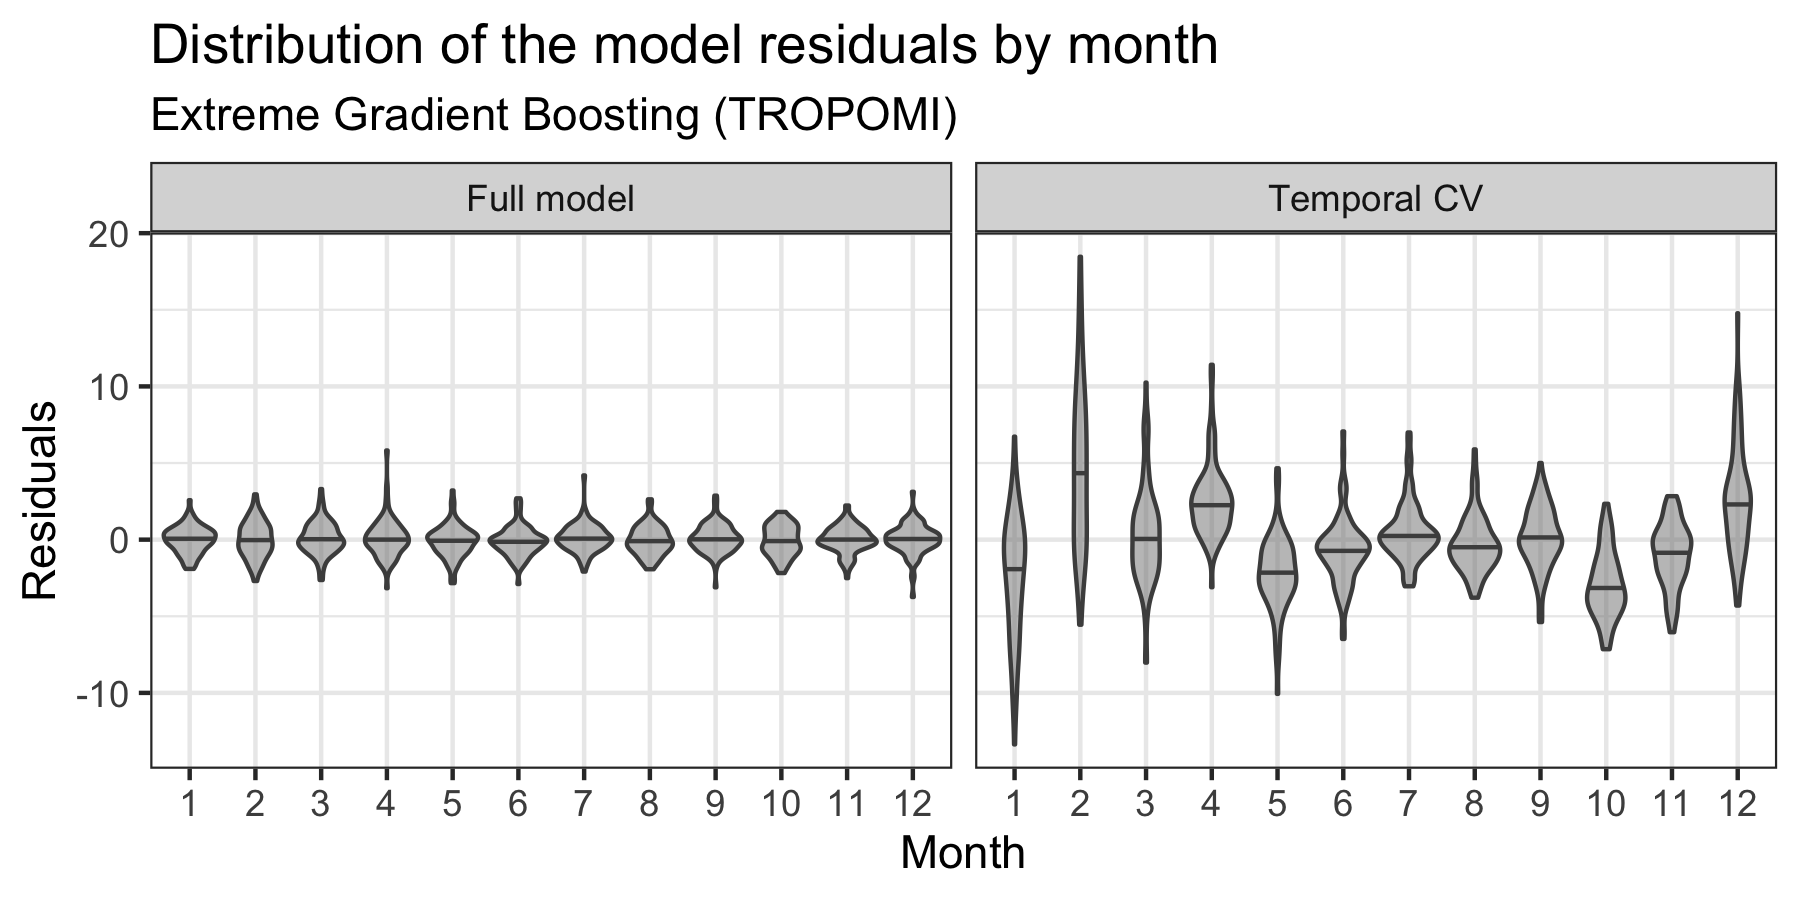 Distribution of the model residuals by month
Extreme Gradient Boosting (TROPOMI)
Full model
Temporal CV
20
10
0
-10
Residuals
1 2 3 4 5 6 7 8 9 10 11 12
1 2 3 4 5 6 7 8 9 10 11 12
Month